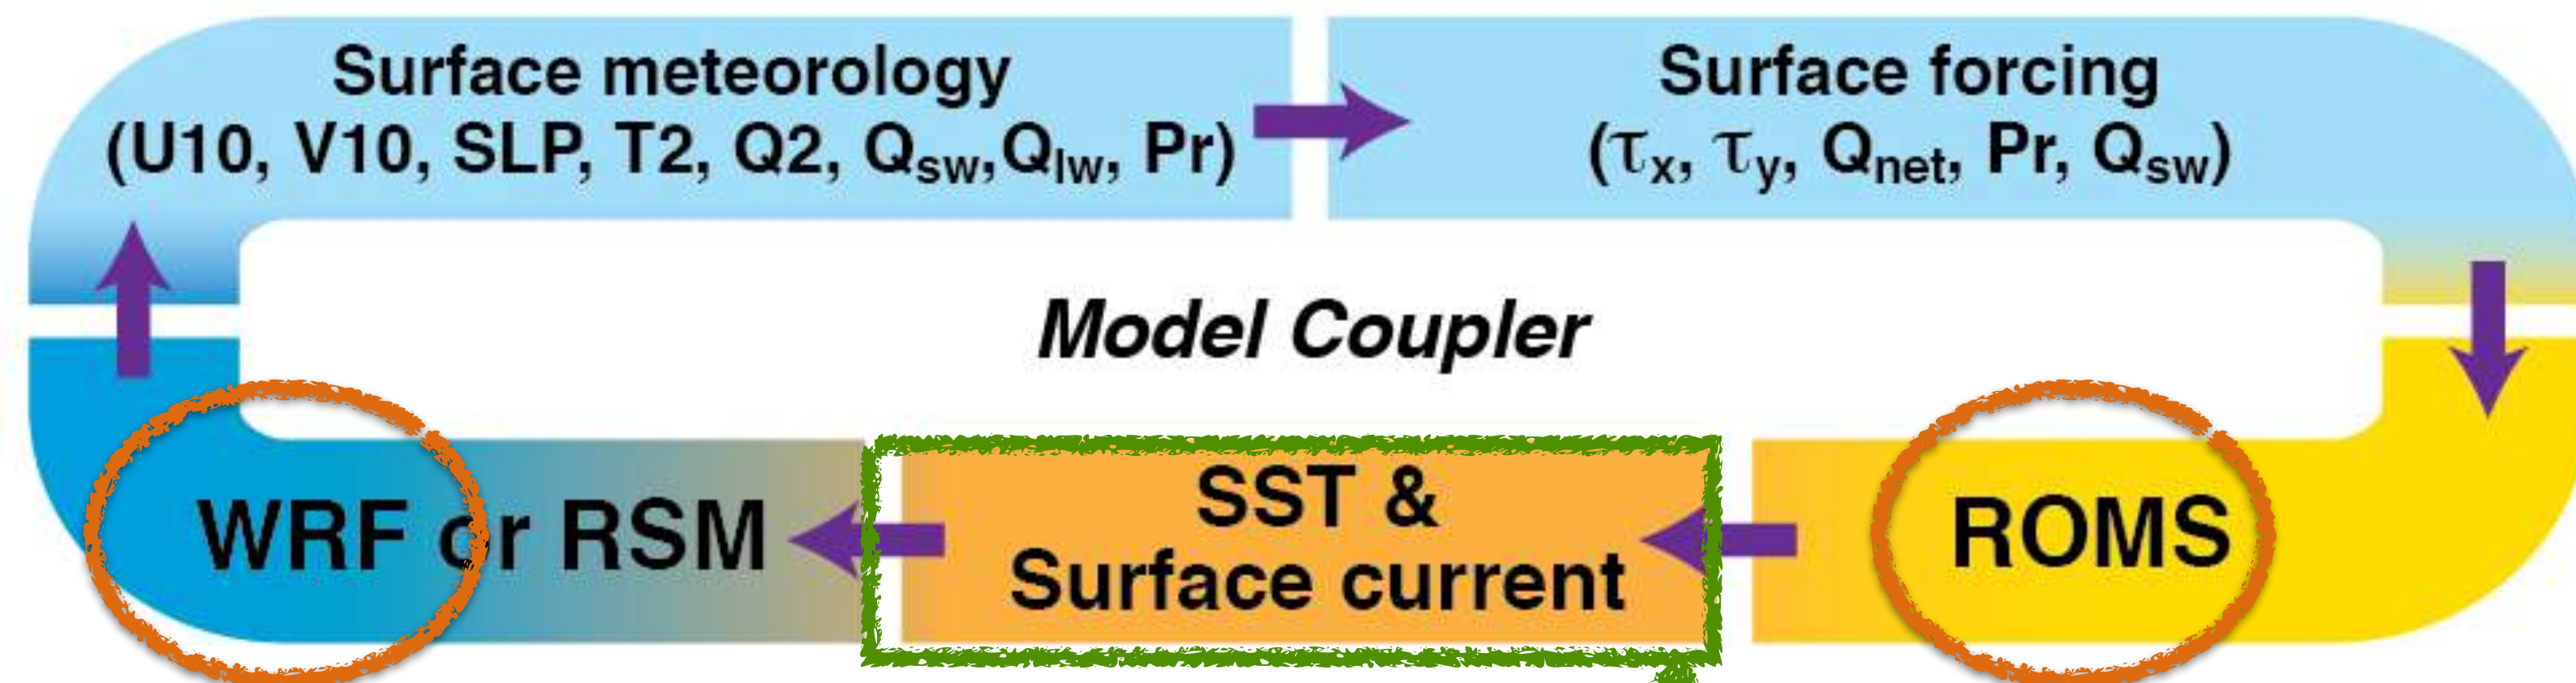 Surface meteorology
(U10, V10, SLP, T2, Q2, Qsw,Qlw, Pr)
Surface forcing
(τx, τy, Qnet, Pr, Qsw)
Model Coupler
WRF or RSM
SST &
Surface current
ROMS